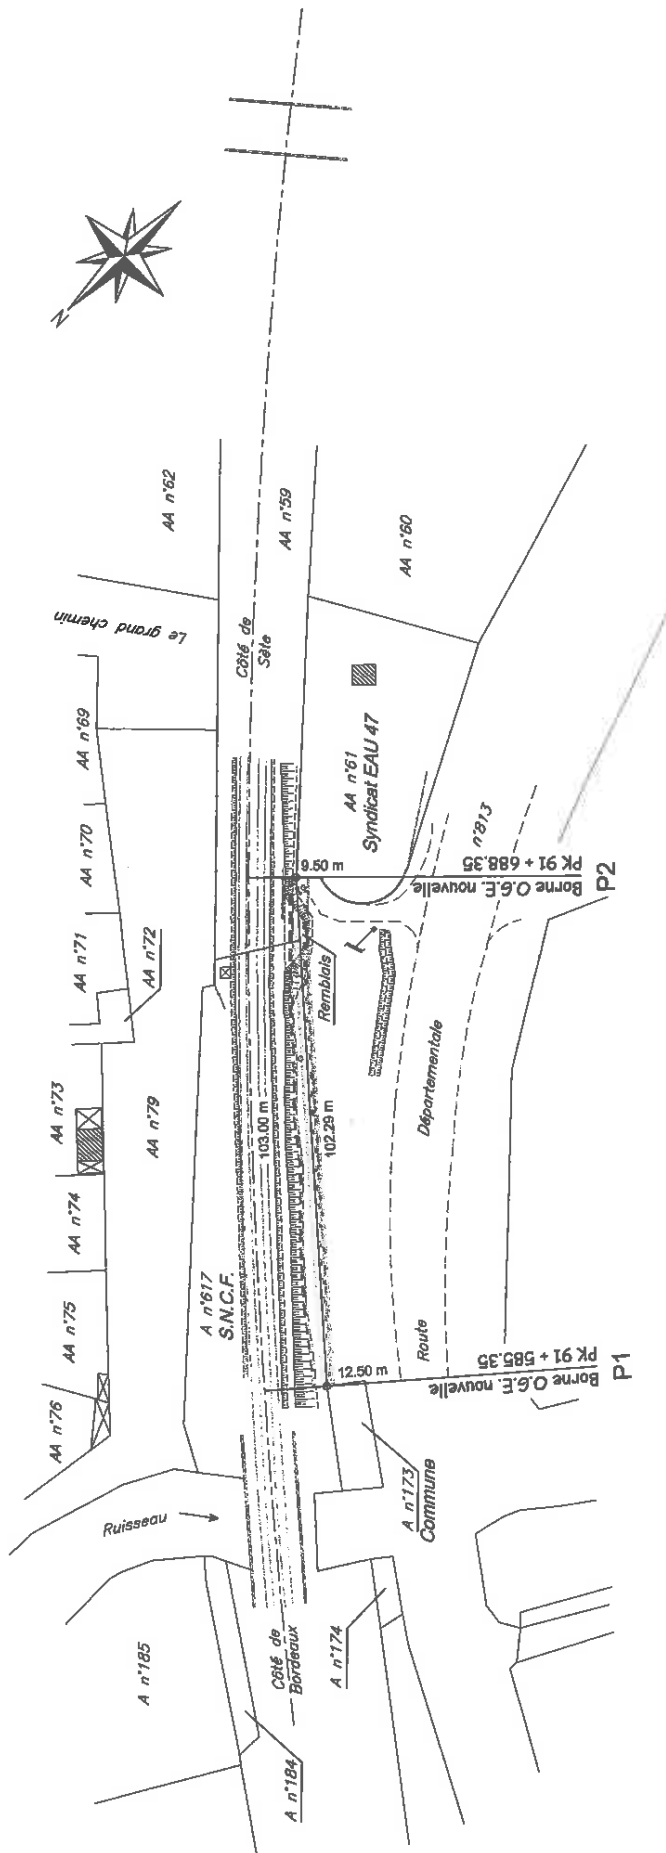 N
AA n°62
Le grand chemin
AA n°59
AA n°60
Côté de
Sète
AA n°69
AA n°70
AA n°71
AA n°72
AA n°61
Syndicat EAU 47
n°813
9.50 m
PK 91 + 688.35
Borne O.G.E. nouvelle
P2
Remblais
AA n°73
AA n°79
AA n°74
AA n°75
AA n°76
103.00 m
102.29 m
Départementale
A n°617
S.N.C.F.
Route
12.50 m
PK 91 + 585.35
Borne O.G.E. nouvelle
P1
Ruisseau
A n°173
Commune
Côté de
Bordeaux
A n°174
A n°185
A n°184